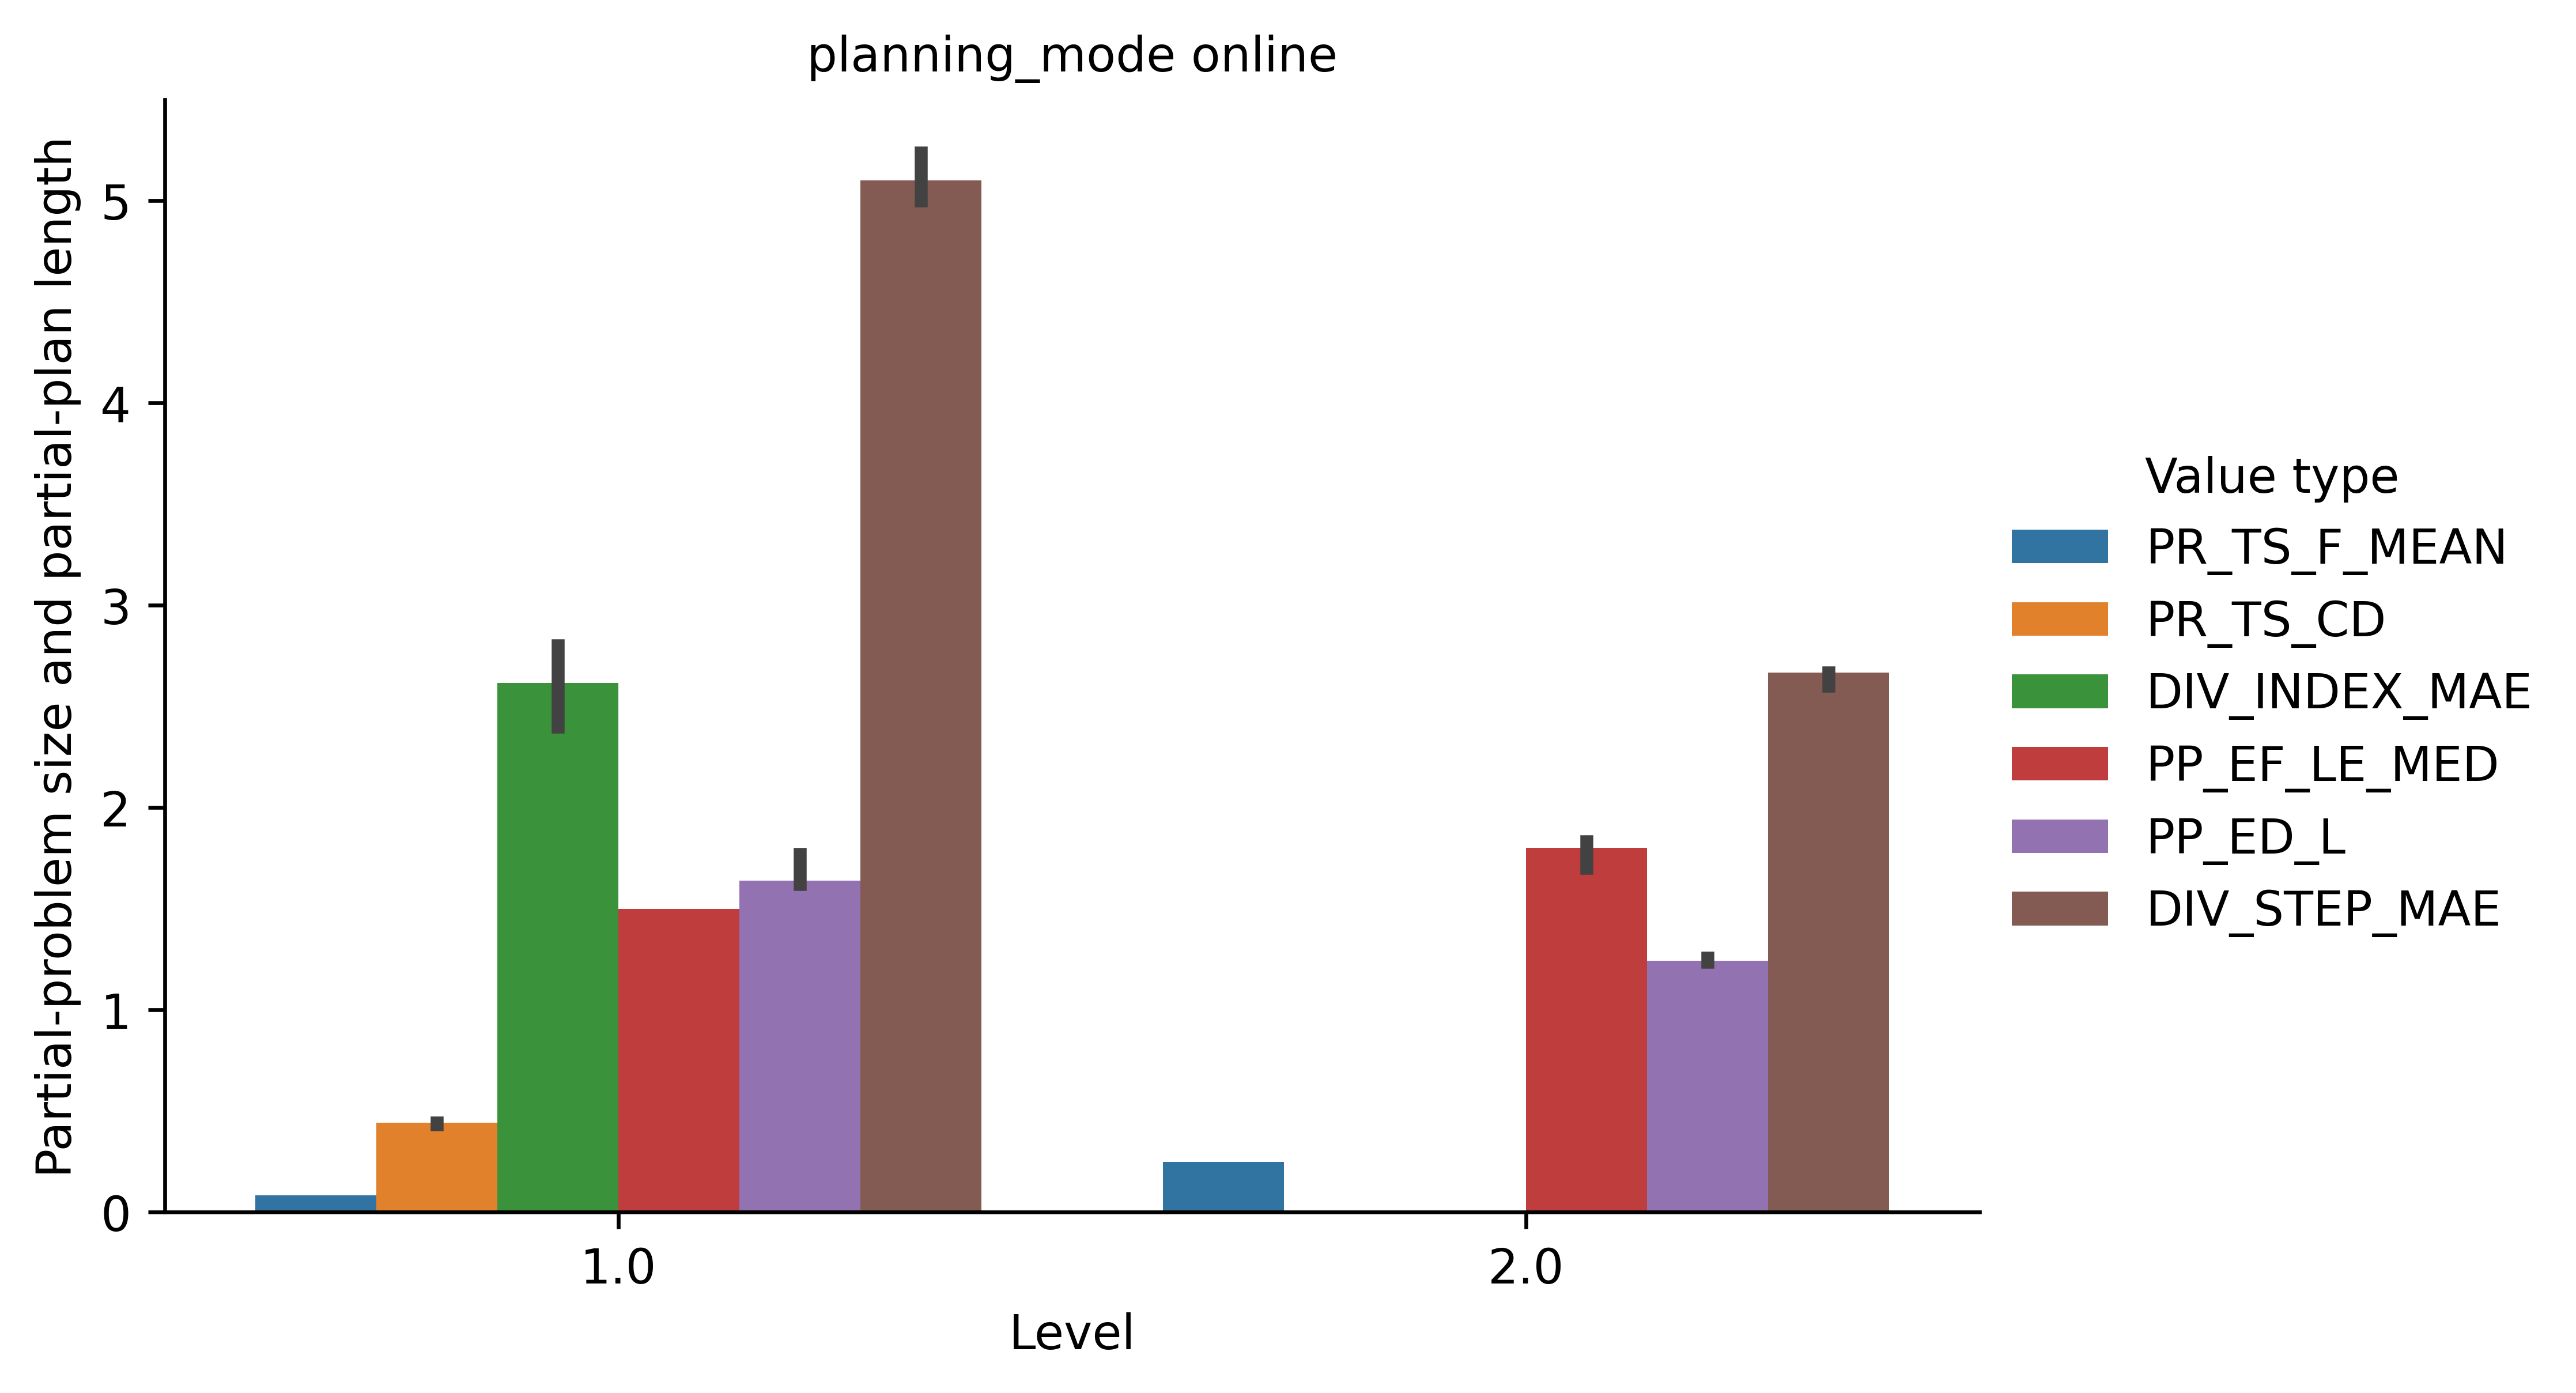 planning_mode online
Partial-problem size and partial-plan length
5
4
3
2
1
0
1.0
2.0
Level
Value type
PR_TS_F_MEAN
PR_TS_CD
DIV_INDEX_MAE
PP_EF_LE_MED
PP_ED_L
DIV_STEP_MAE